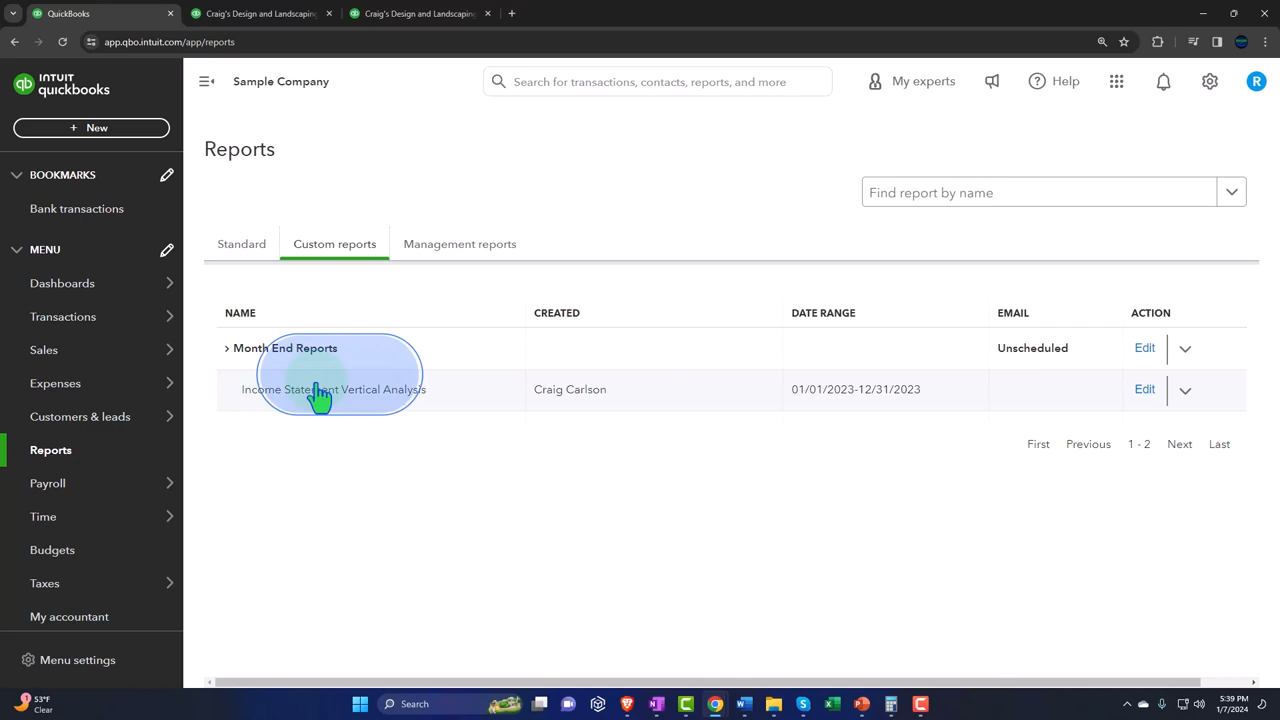 QuickBooks
Craig's Design and Landscaping
Craig's Design and Landscaping
app.qbo.intuit.com/app/reports
INTUIT
quickbooks
Sample Company
Search for transactions, contacts, reports, and more
My experts
Help
R
+ New
Reports
BOOKMARKS
Find report by name
Bank transactions
Standard
Custom reports
Management reports
MENU
Dashboards
NAME
CREATED
DATE RANGE
EMAIL
ACTION
Transactions
Sales
Month End Reports
Unscheduled
Edit
Expenses
Income Statement Vertical Analysis
Craig Carlson
01/01/2023-12/31/2023
Edit
Customers & leads
First
Previous
1 - 2
Next
Last
Reports
Payroll
Time
Budgets
Taxes
My accountant
Menu settings
53°F
Clear
Search
5:39 PM
1/7/2024